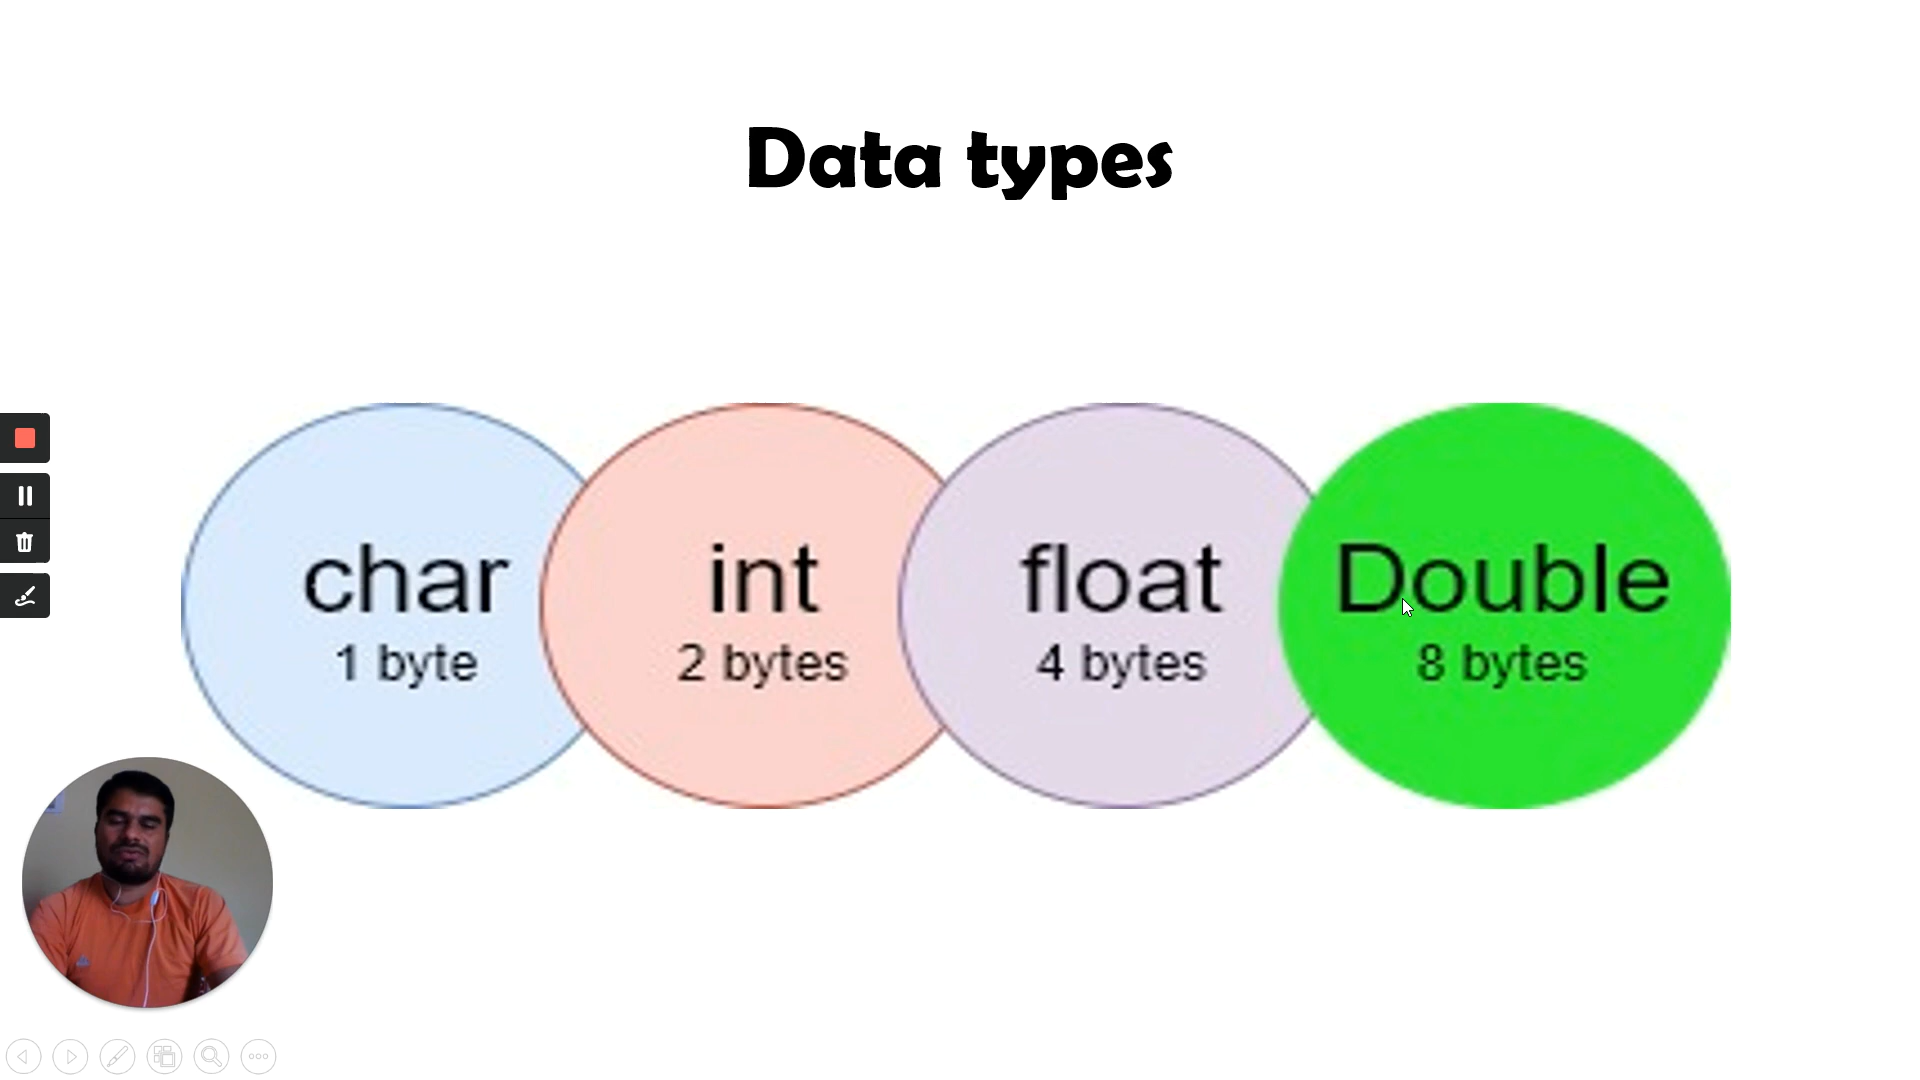 Data types
char
1 byte
int
2 bytes
float
4 bytes
Double
8 bytes